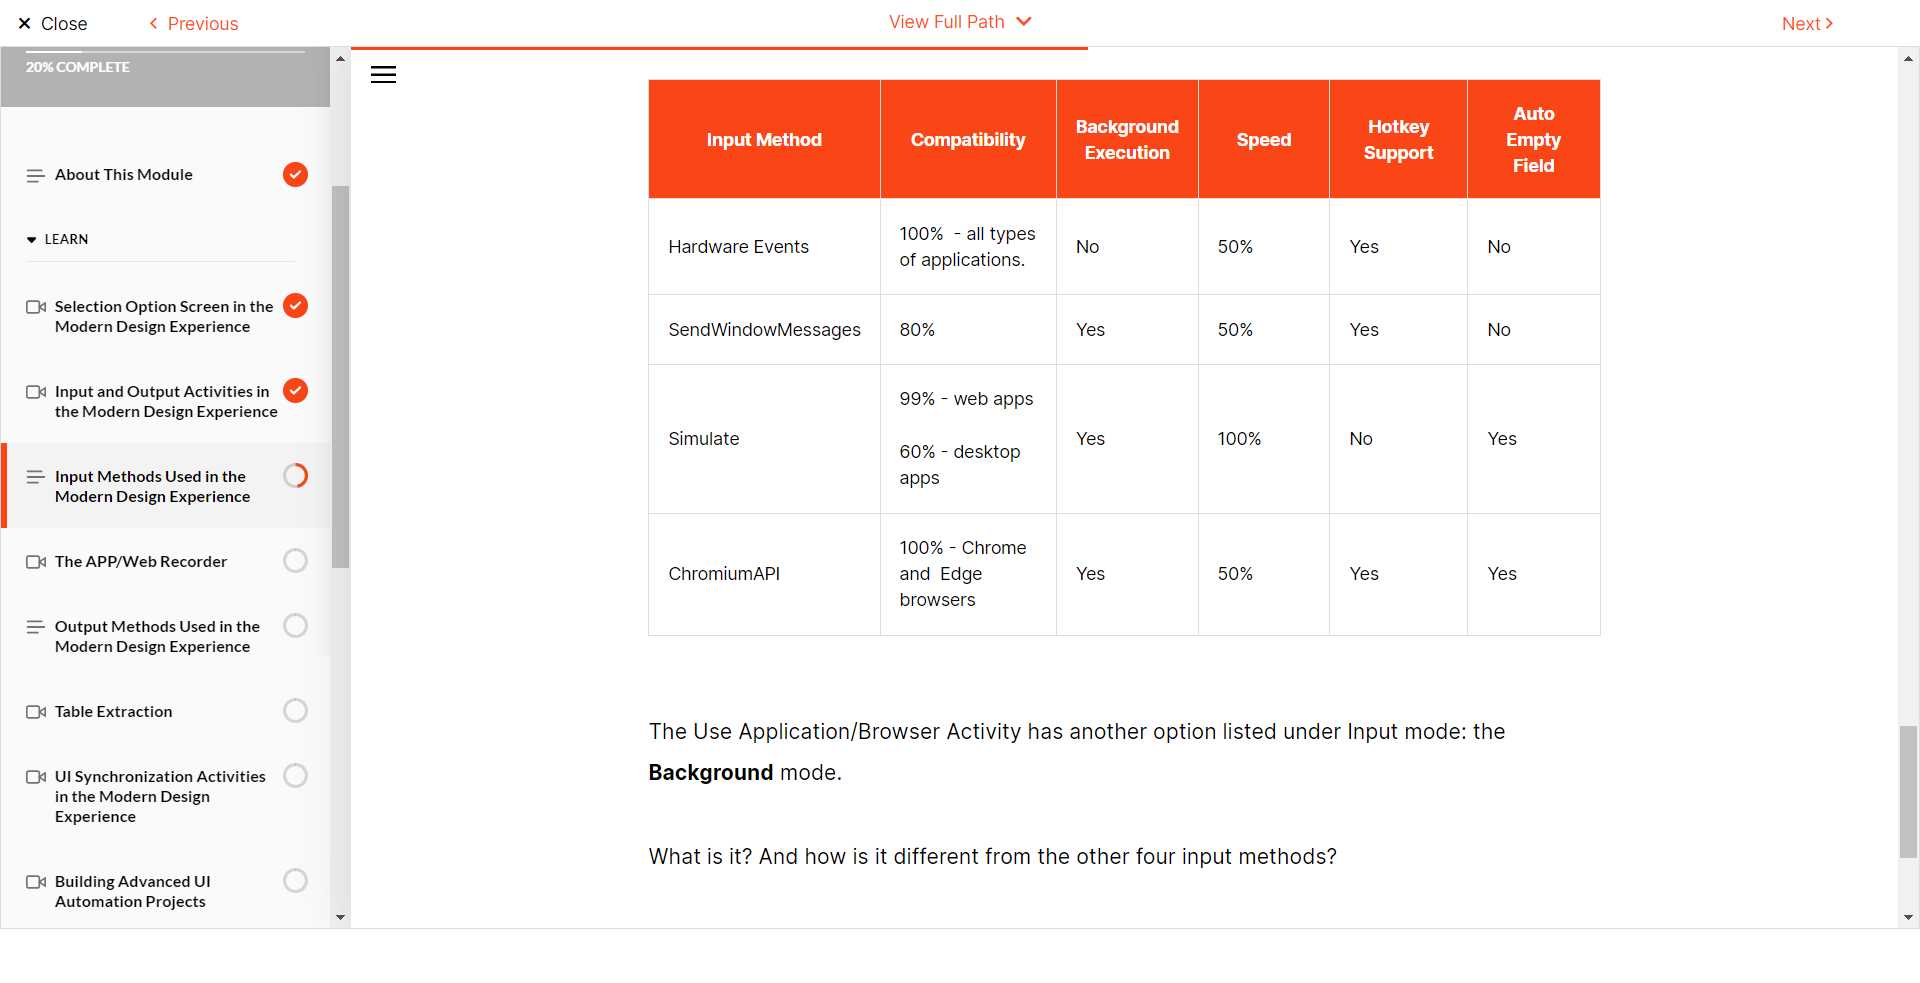 Close
Previous
View Full Path
Next
20% COMPLETE
About This Module
LEARN
Selection Option Screen in the
Modern Design Experience
Input and Output Activities in
the Modern Design Experience
Input Methods Used in the
Modern Design Experience
The APP/Web Recorder
Output Methods Used in the
Modern Design Experience
Table Extraction
UI Synchronization Activities
in the Modern Design
Experience
Building Advanced UI
Automation Projects
Input Method
Compatibility
Background
Execution
Speed
Hotkey
Support
Auto
Empty
Field
Hardware Events
100%  - all types
of applications.
No
50%
Yes
No
SendWindowMessages
80%
Yes
50%
Yes
No
Simulate
99% - web apps
60% - desktop
apps
Yes
100%
No
Yes
ChromiumAPI
100% - Chrome
and  Edge
browsers
Yes
50%
Yes
Yes
The Use Application/Browser Activity has another option listed under Input mode: the
Background mode.
What is it? And how is it different from the other four input methods?